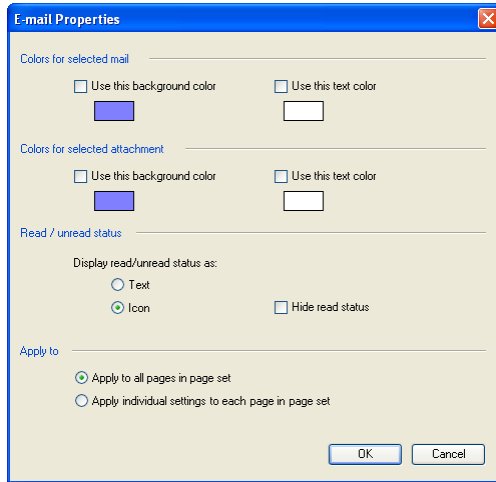 E-mail Properties
Colors for selected mail
Use this background color Use this text color
Colors for selected attachment
Use this background color Use this text color
Read / unread status
Display read/unread status as:
Text
Icon Hide read status
Apply to
Apply to all pages in page set
Apply individual settings to each page in page set
OK Cancel